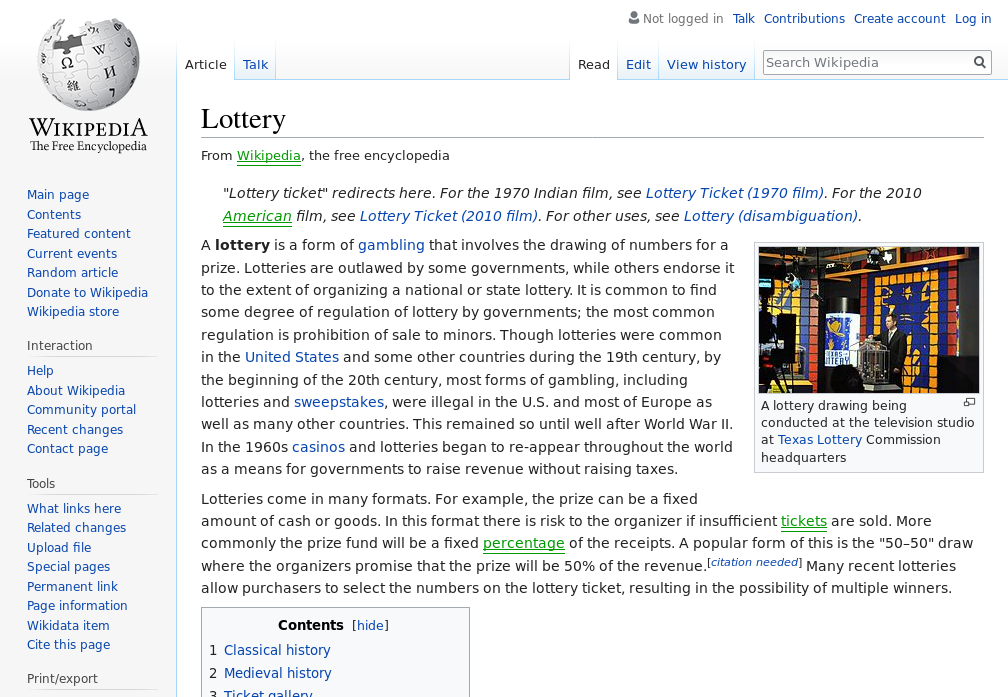 Not logged in Talk Contributions Create account Log in
Article Talk Read Edit View history Search Wikipedia
WIKIPEDIA
The Free Encyclopedia
Main page
Contents
Featured content
Current events
Random article
Donate to Wikipedia
Wikipedia store
Interaction
Help
About Wikipedia
Community portal
Recent changes
Contact page
Tools
What links here
Related changes
Upload file
Special pages
Permanent link
Page information
Wikidata item
Cite this page
Print/export
Lottery
From Wikipedia, the free encyclopedia
"Lottery ticket" redirects here. For the 1970 Indian film, see Lottery Ticket (1970 film). For the 2010
American film, see Lottery Ticket (2010 film). For other uses, see Lottery (disambiguation).
A lottery is a form of gambling that involves the drawing of numbers for a
prize. Lotteries are outlawed by some governments, while others endorse it
to the extent of organizing a national or state lottery. It is common to find
some degree of regulation of lottery by governments; the most common
regulation is prohibition of sale to minors. Though lotteries were common
in the United States and some other countries during the 19th century, by
the beginning of the 20th century, most forms of gambling, including
lotteries and sweepstakes, were illegal in the U.S. and most of Europe as
well as many other countries. This remained so until well after World War II.
In the 1960s casinos and lotteries began to re-appear throughout the world
as a means for governments to raise revenue without raising taxes.
A lottery drawing being
conducted at the television studio
at Texas Lottery Commission
headquarters
Lotteries come in many formats. For example, the prize can be a fixed
amount of cash or goods. In this format there is risk to the organizer if insufficient tickets are sold. More
commonly the prize fund will be a fixed percentage of the receipts. A popular form of this is the "50–50" draw
where the organizers promise that the prize will be 50% of the revenue.[citation needed] Many recent lotteries
allow purchasers to select the numbers on the lottery ticket, resulting in the possibility of multiple winners.
Contents [hide]
1 Classical history
2 Medieval history
3 Ticket gallery